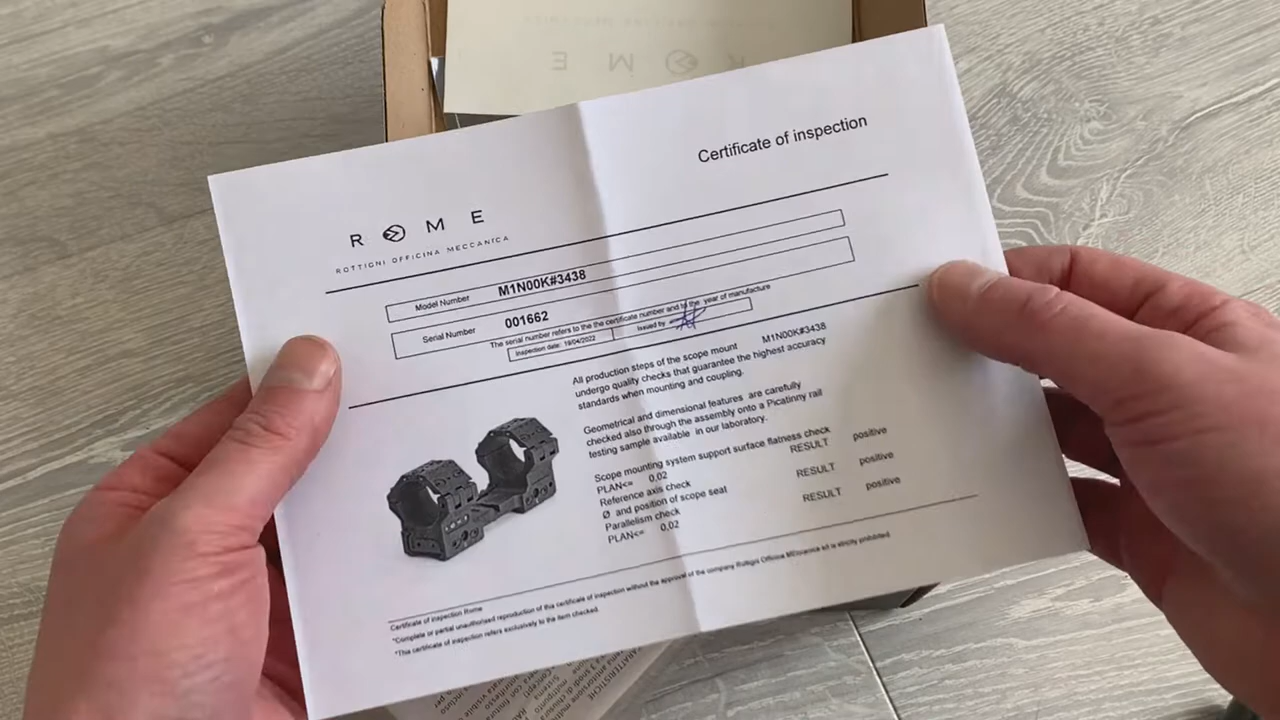 R O M E
Certificate of inspection
R O M E
ROTTIGNI OFFICINA MECCANICA
Model Number M1N00K#3438
Serial Number 001662
The serial number refers to the the certificate number and to the year of manufacture
Inspection date: 19/04/2022 Issued by
All production steps of the scope mount M1N00K#3438
undergo quality checks that guarantee the highest accuracy
standards when mounting and coupling.
Geometrical and dimensional features are carefully
checked also through the assembly onto a Picatinny rail
testing sample available in our laboratory.
Scope mounting system support surface flatness check
PLAN<= 0,02 RESULT positive
Reference axis check
Ø and position of scope seat RESULT positive
Parallelism check
PLAN<= 0,02 RESULT positive
Certificate of inspection Rome
*Complete or partial unauthorised reproduction of this certificate of inspection without the approval of the company Rottigni Officina MEccanica srl is strictly prohibited.
*This certificate of inspection refers exclusively to the item checked.
CARATTERISTICHE